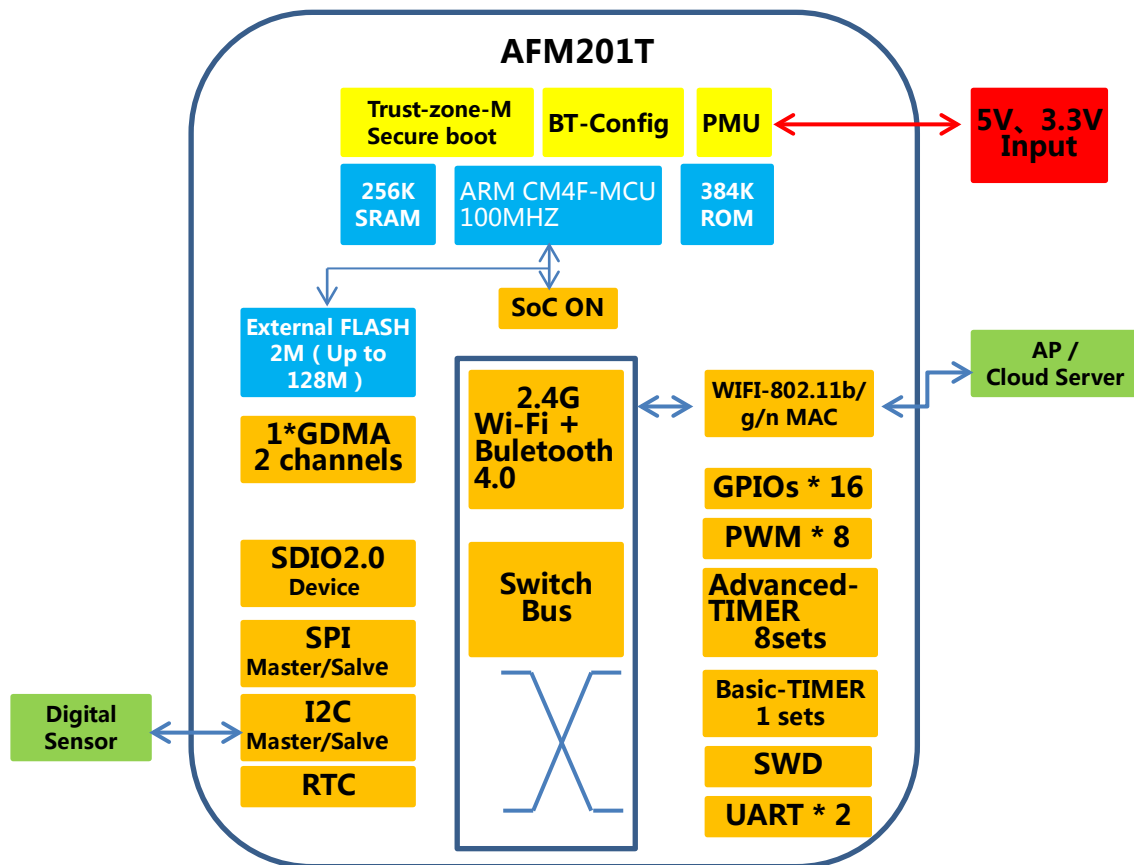 AFM201T
Trust-zone-M
Secure boot
BT-Config
PMU
5V、3.3V
Input
256K
SRAM
ARM CM4F-MCU
100MHZ
384K
ROM
SoC ON
External FLASH
2M（Up to
128M）
AP /
Cloud Server
2.4G
Wi-Fi +
Buletooth
4.0
WIFI-802.11b/
g/n MAC
1*GDMA
2 channels
GPIOs * 16
PWM * 8
SDIO2.0
Device
Switch
Bus
Advanced-
TIMER
8sets
SPI
Master/Salve
Basic-TIMER
1 sets
Digital
Sensor
I2C
Master/Salve
SWD
RTC
UART * 2